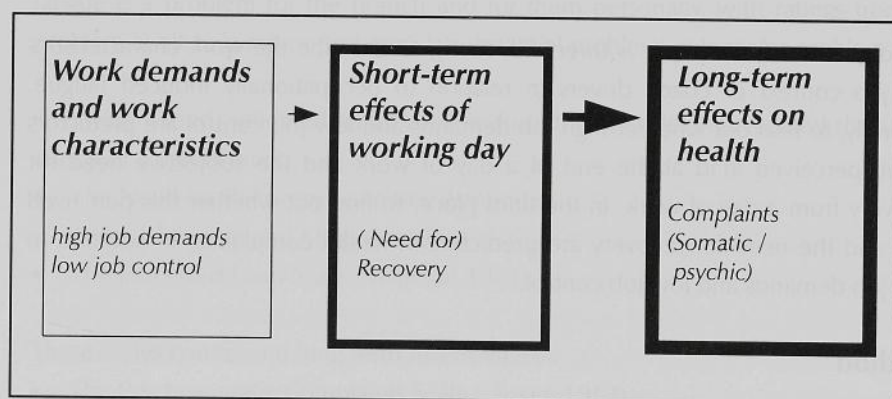 Work demands
and work
characteristics
high job demands
low job control
Short-term
effects of
working day
( Need for)
Recovery
Long-term
effects on
health
Complaints
(Somatic /
psychic)